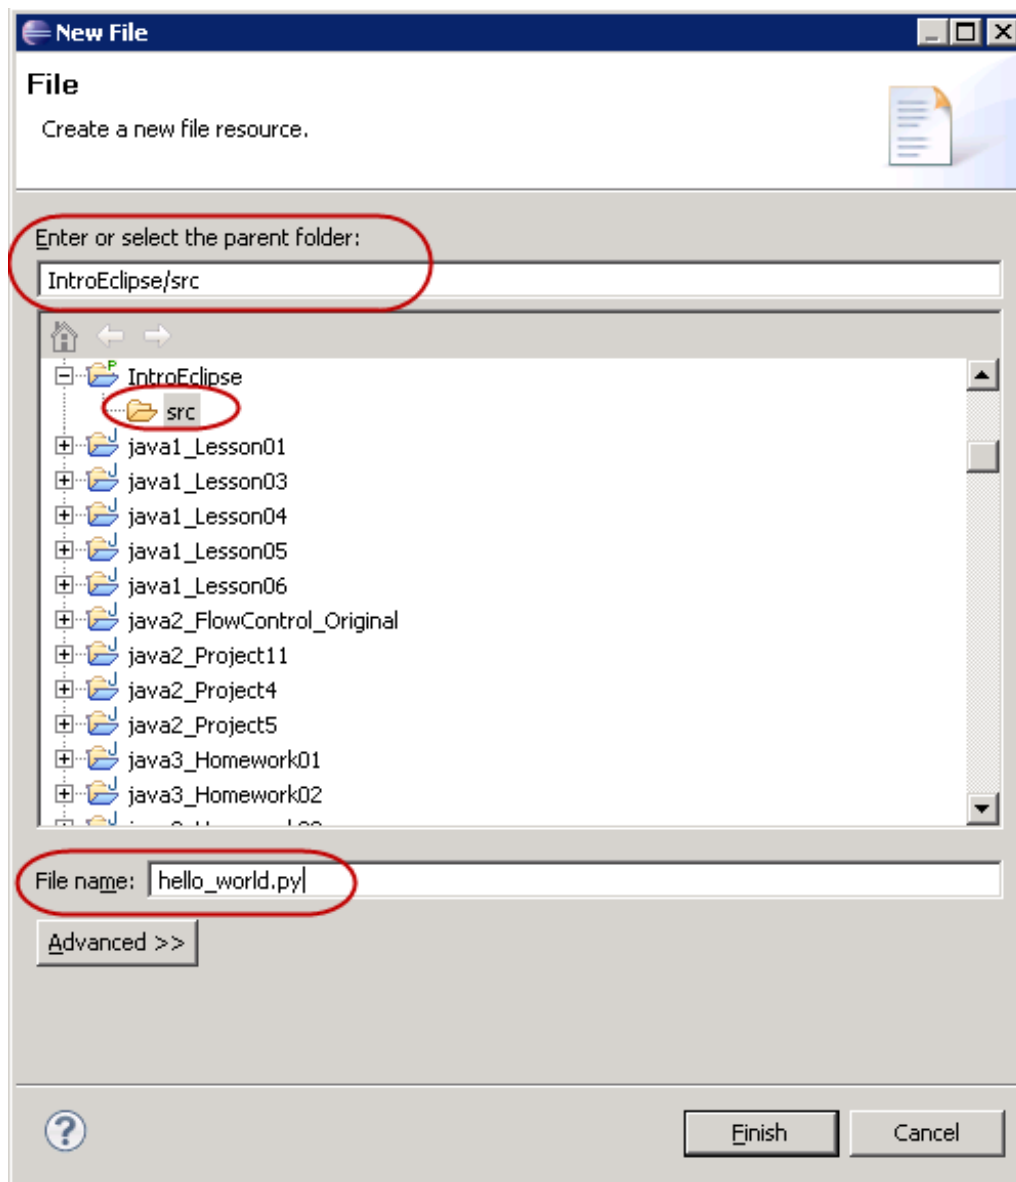 New File
File
Create a new file resource.
Enter or select the parent folder:
IntroEclipse/src
IntroEclipse
src
java1_Lesson01
java1_Lesson03
java1_Lesson04
java1_Lesson05
java1_Lesson06
java2_FlowControl_Original
java2_Project11
java2_Project4
java2_Project5
java3_Homework01
java3_Homework02
File name: hello_world.py
Advanced >>
Finish Cancel